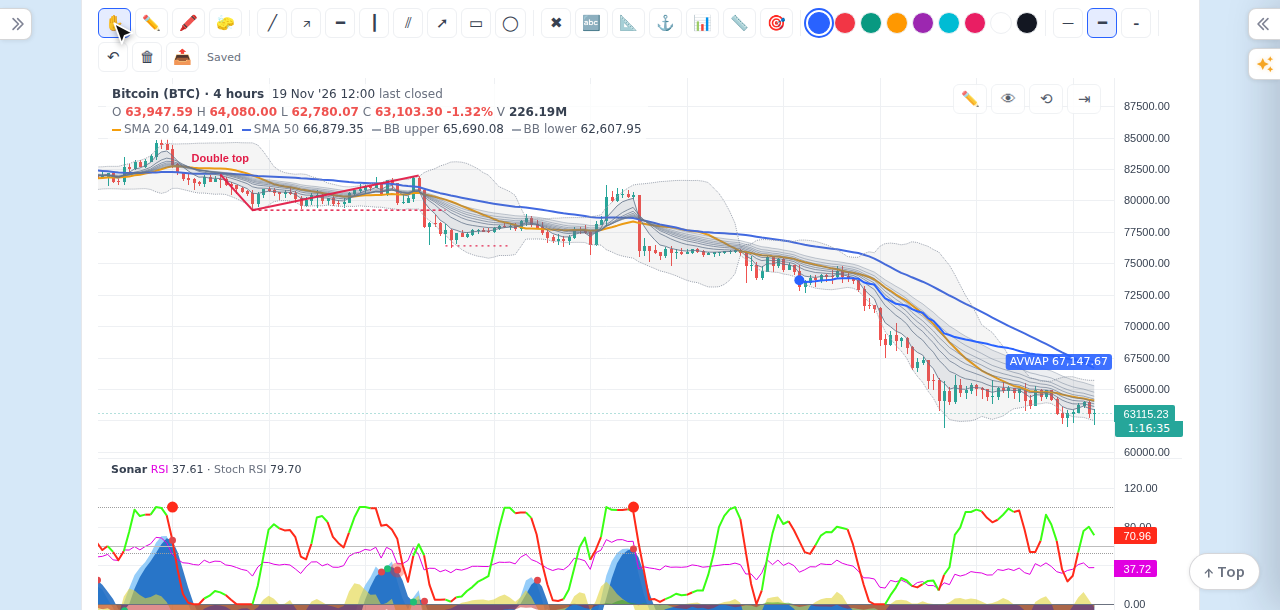 Saved
Bitcoin (BTC) · 4 hours 19 Nov '26 12:00 last closed
O 63,947.59 H 64,080.00 L 62,780.07 C 63,103.30 -1.32% V 226.19M
SMA 20 64,149.01 SMA 50 66,879.35 BB upper 65,690.08 BB lower 62,607.95
Double top
87500.00
85000.00
82500.00
80000.00
77500.00
75000.00
72500.00
70000.00
67500.00
AVWAP 67,147.67
65000.00
63115.23
1:16:35
60000.00
Sonar RSI 37.61 · Stoch RSI 79.70
120.00
80.00
70.96
37.72
0.00
↑ Top